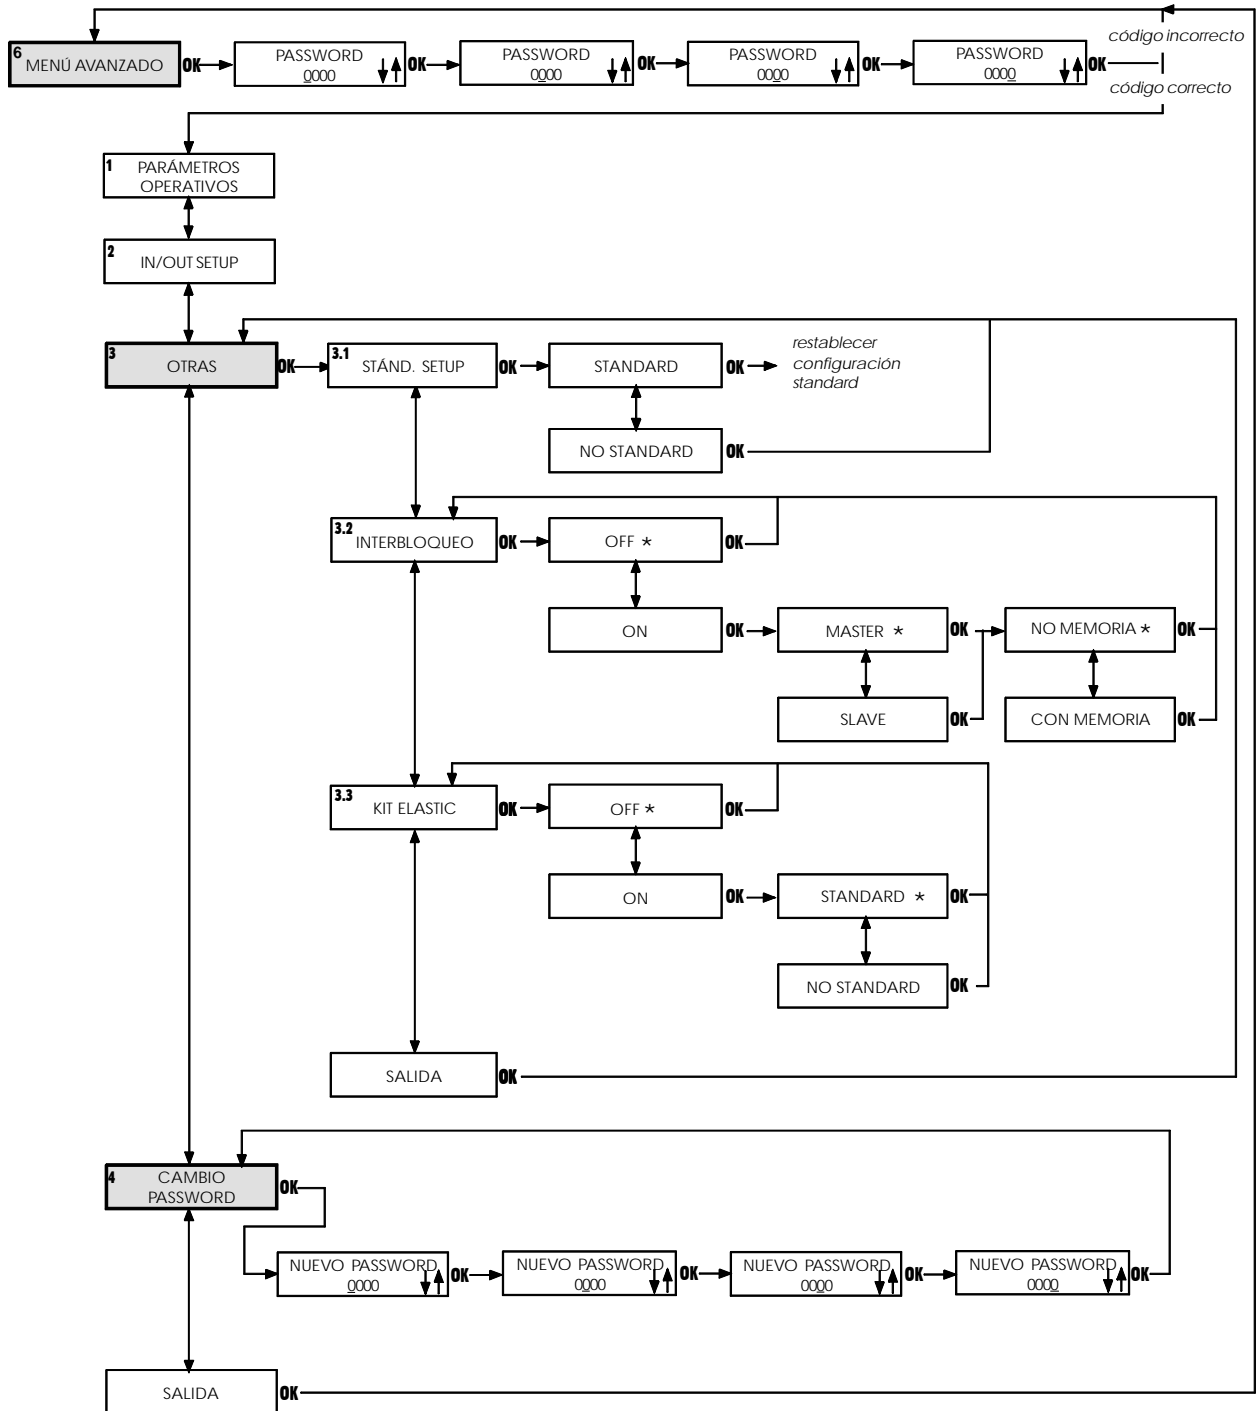 código incorrecto
6
MENÚ AVANZADO
OK
PASSWORD
0000
OK
PASSWORD
0000
OK
PASSWORD
0000
OK
PASSWORD
0000
OK
código correcto
1
PARÁMETROS
OPERATIVOS
2
IN/OUT SETUP
3
OTRAS
OK
3.1
STÁND. SETUP
OK
STANDARD
OK
restablecer
configuración
standard
NO STANDARD
OK
3.2
INTERBLOQUEO
OK
OFF *
OK
ON
OK
MASTER *
OK
NO MEMORIA *
OK
SLAVE
OK
CON MEMORIA
OK
3.3
KIT ELASTIC
OK
OFF *
OK
ON
OK
STANDARD *
OK
NO STANDARD
OK
SALIDA
OK
4
CAMBIO
PASSWORD
OK
NUEVO PASSWORD
0000
OK
NUEVO PASSWORD
0000
OK
NUEVO PASSWORD
0000
OK
NUEVO PASSWORD
0000
OK
SALIDA
OK